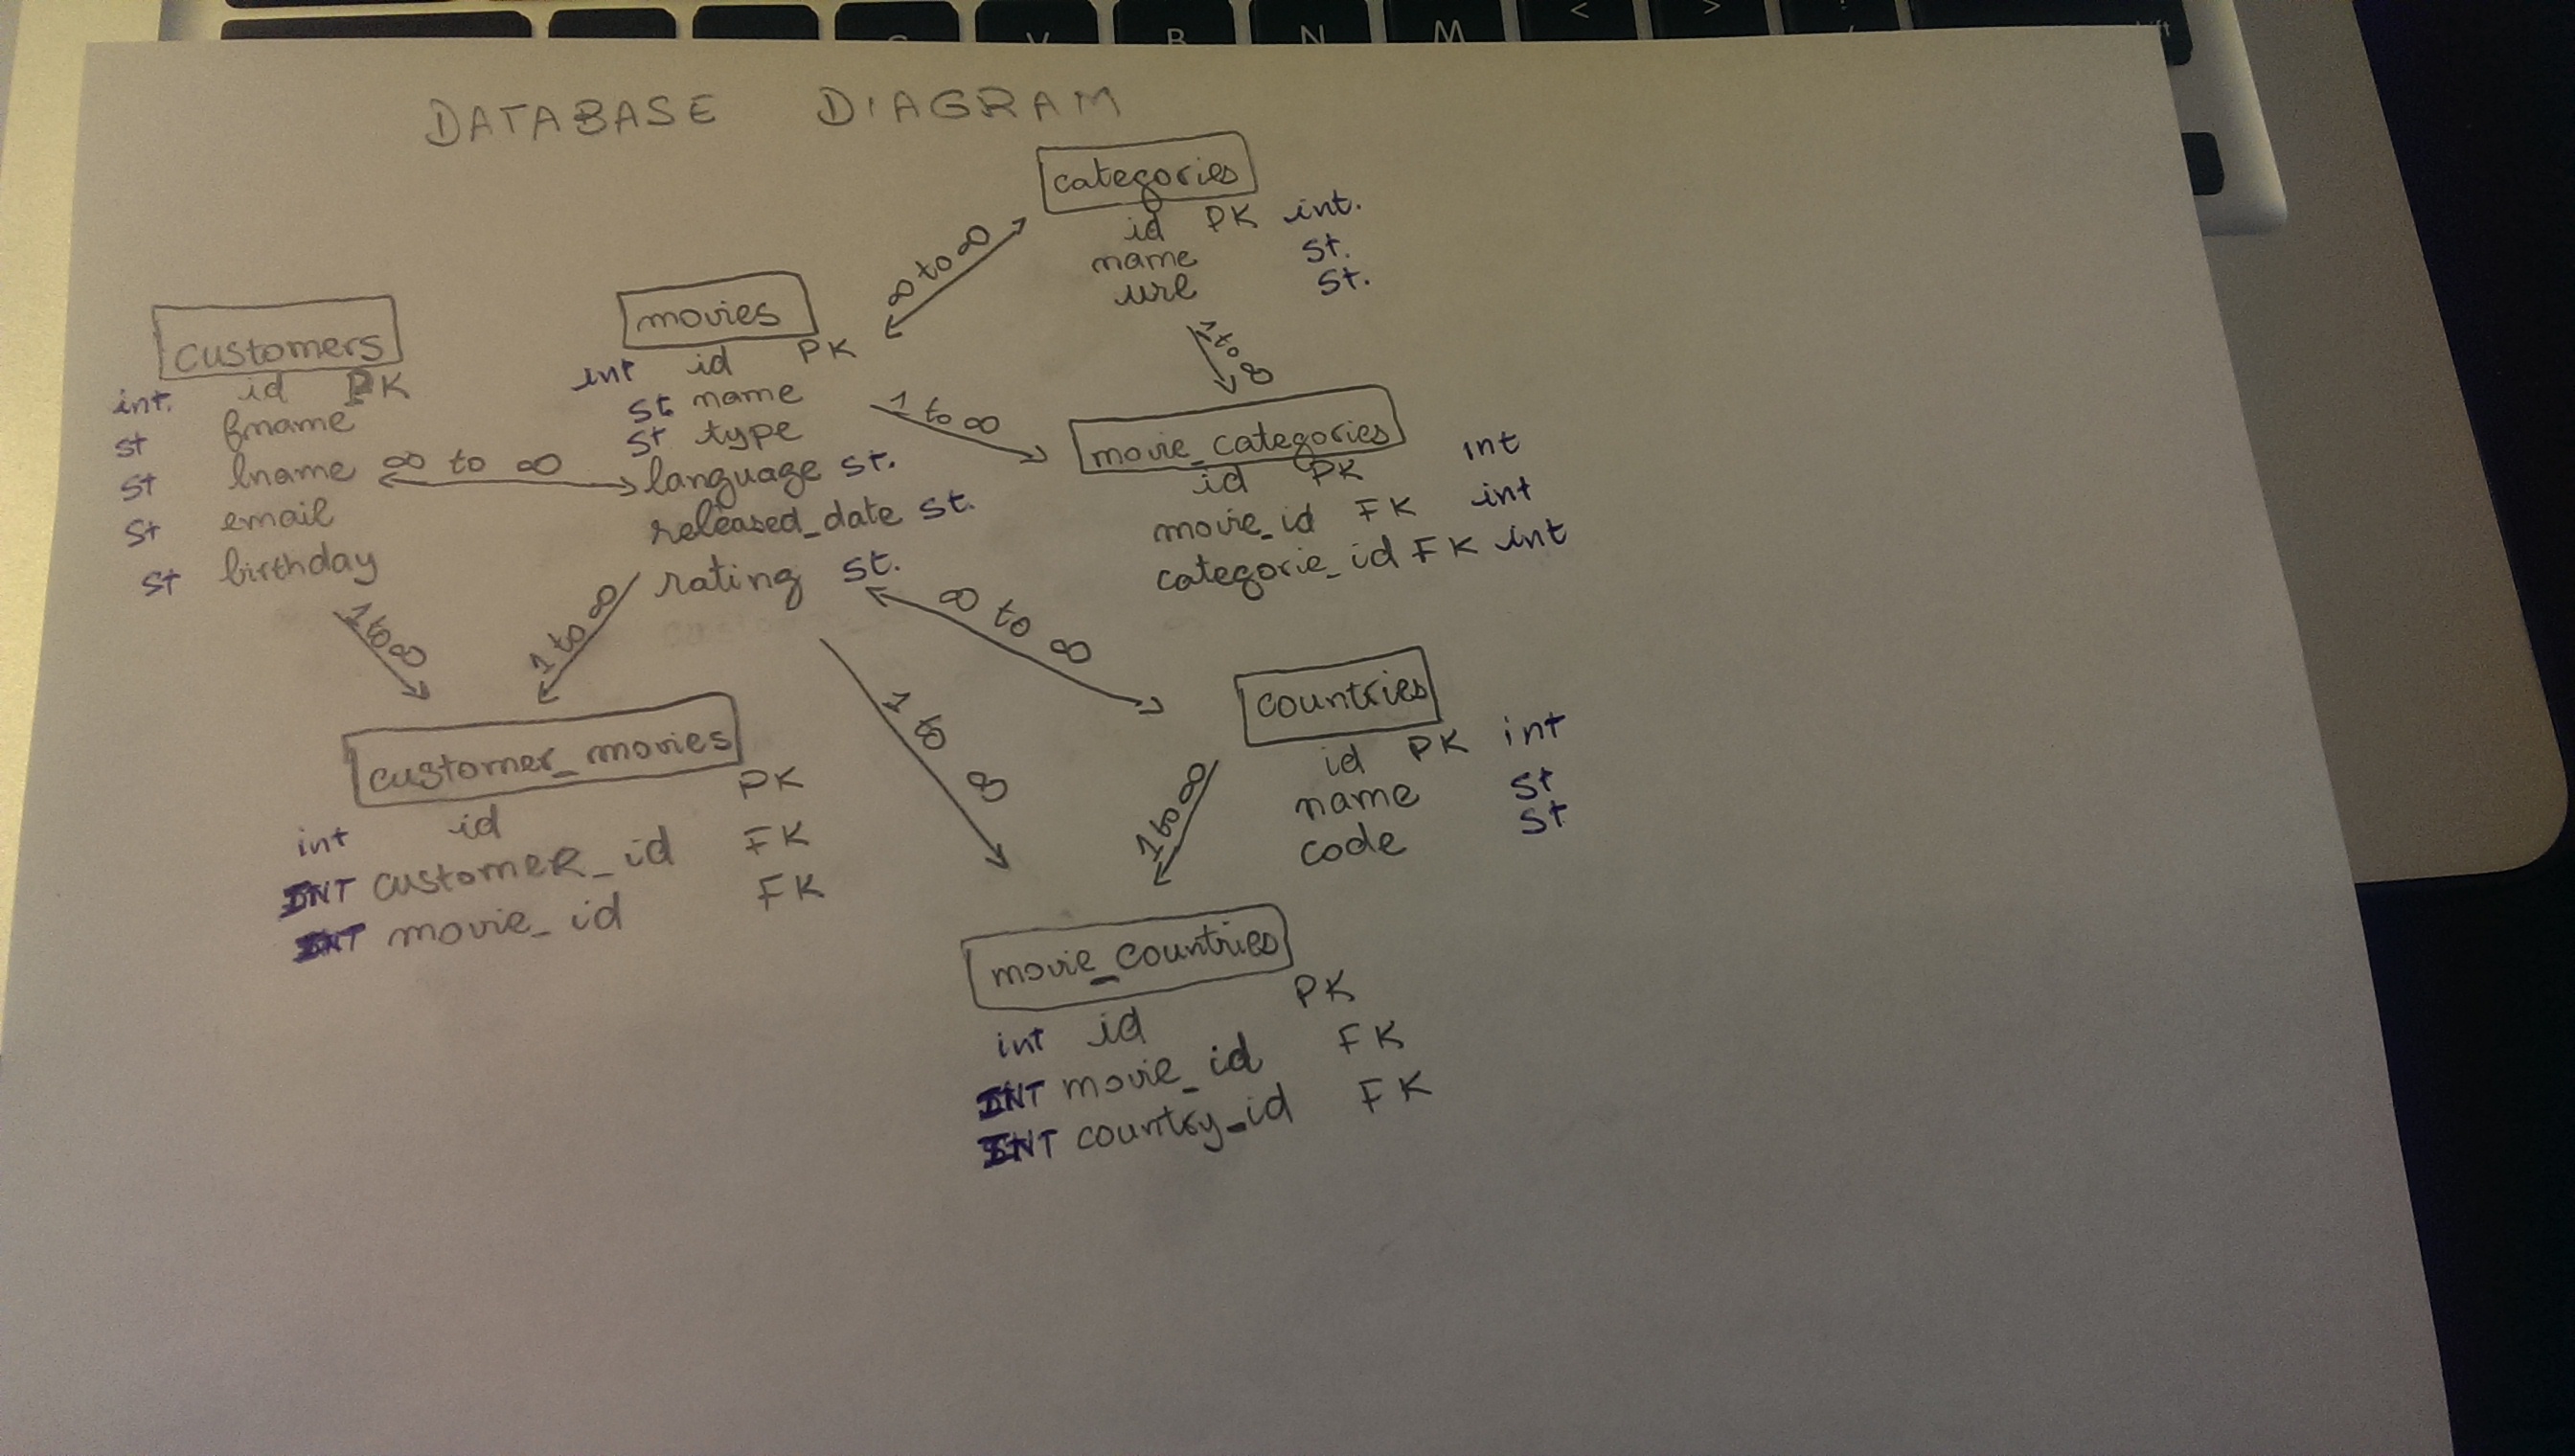 V B N M < >
DATABASE DIAGRAM
categories
id PK int.
name st.
url st.
∞ to ∞
1 to ∞
movies
int id PK
st name
st type
language st.
released_date st.
rating st.
customers
int. id PK
st fname
st lname
st email
st birthday
∞ to ∞
1 to ∞
movie_categories
id PK int
movie_id FK int
categorie_id FK int
1 to ∞
1 to ∞
∞ to ∞
1 to ∞
countries
id PK int
name st
code st
1 to ∞
customer_movies
int id PK
INT customer_id FK
INT movie_id FK
movie_countries
int id PK
INT movie_id FK
INT country_id FK